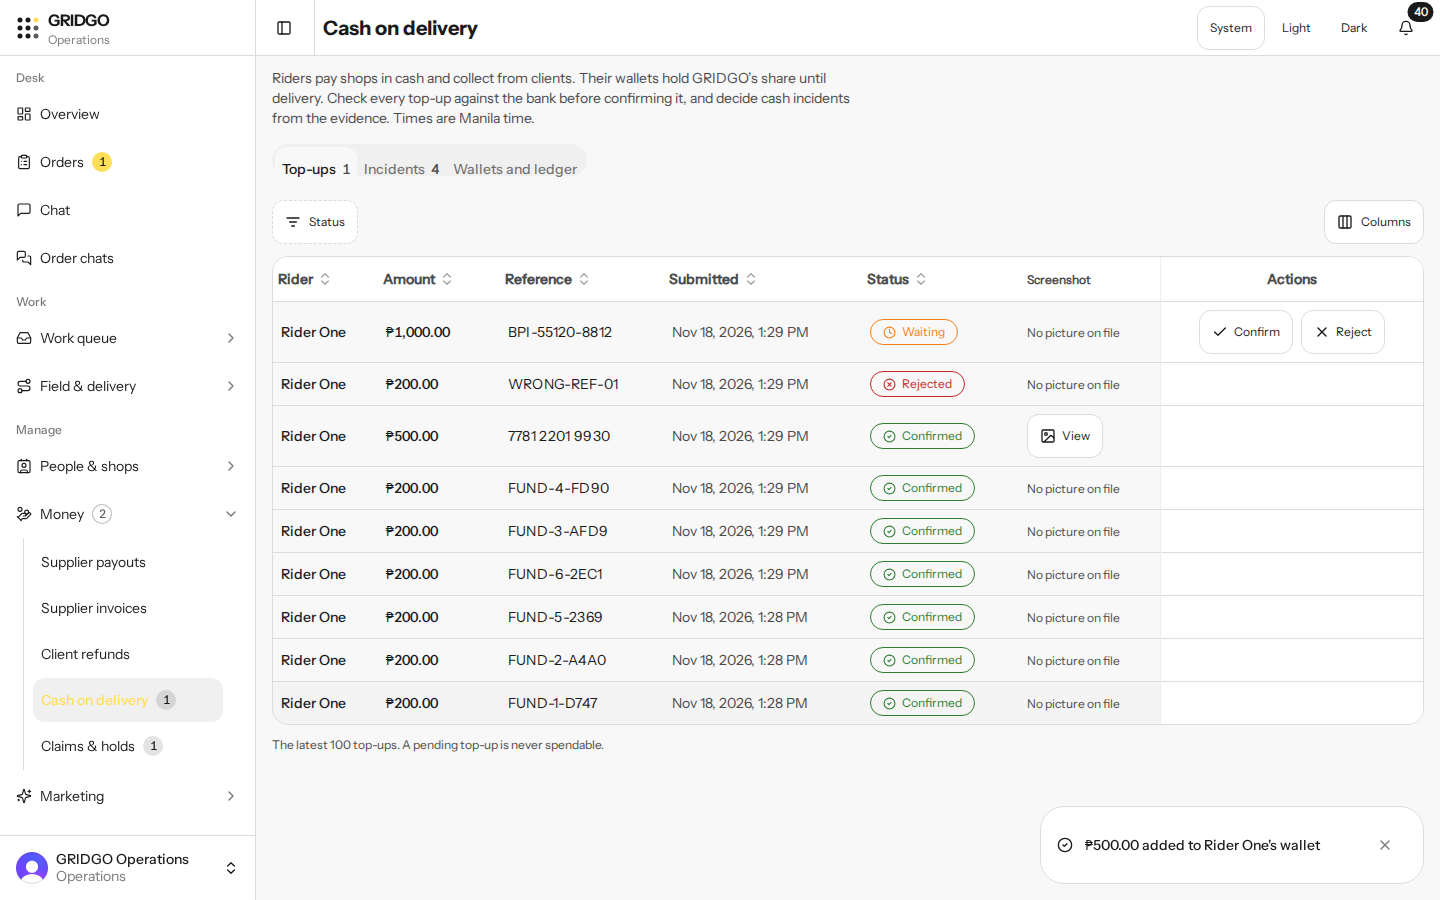 GRIDGO
Operations
Desk
Overview
Orders 1
Chat
Order chats
Work
Work queue
Field & delivery
Manage
People & shops
Money 2
Supplier payouts
Supplier invoices
Client refunds
Cash on delivery 1
Claims & holds 1
Marketing
GRIDGO Operations
Operations
Cash on delivery
System Light Dark 40
Riders pay shops in cash and collect from clients. Their wallets hold GRIDGO's share until
delivery. Check every top-up against the bank before confirming it, and decide cash incidents
from the evidence. Times are Manila time.
Top-ups 1 Incidents 4 Wallets and ledger
Status Columns
Rider Amount Reference Submitted Status Screenshot Actions
Rider One ₱1,000.00 BPI-55120-8812 Nov 18, 2026, 1:29 PM Waiting No picture on file Confirm Reject
Rider One ₱200.00 WRONG-REF-01 Nov 18, 2026, 1:29 PM Rejected No picture on file
Rider One ₱500.00 7781 2201 9930 Nov 18, 2026, 1:29 PM Confirmed View
Rider One ₱200.00 FUND-4-FD90 Nov 18, 2026, 1:29 PM Confirmed No picture on file
Rider One ₱200.00 FUND-3-AFD9 Nov 18, 2026, 1:29 PM Confirmed No picture on file
Rider One ₱200.00 FUND-6-2EC1 Nov 18, 2026, 1:29 PM Confirmed No picture on file
Rider One ₱200.00 FUND-5-2369 Nov 18, 2026, 1:28 PM Confirmed No picture on file
Rider One ₱200.00 FUND-2-A4A0 Nov 18, 2026, 1:28 PM Confirmed No picture on file
Rider One ₱200.00 FUND-1-D747 Nov 18, 2026, 1:28 PM Confirmed No picture on file
The latest 100 top-ups. A pending top-up is never spendable.
₱500.00 added to Rider One's wallet